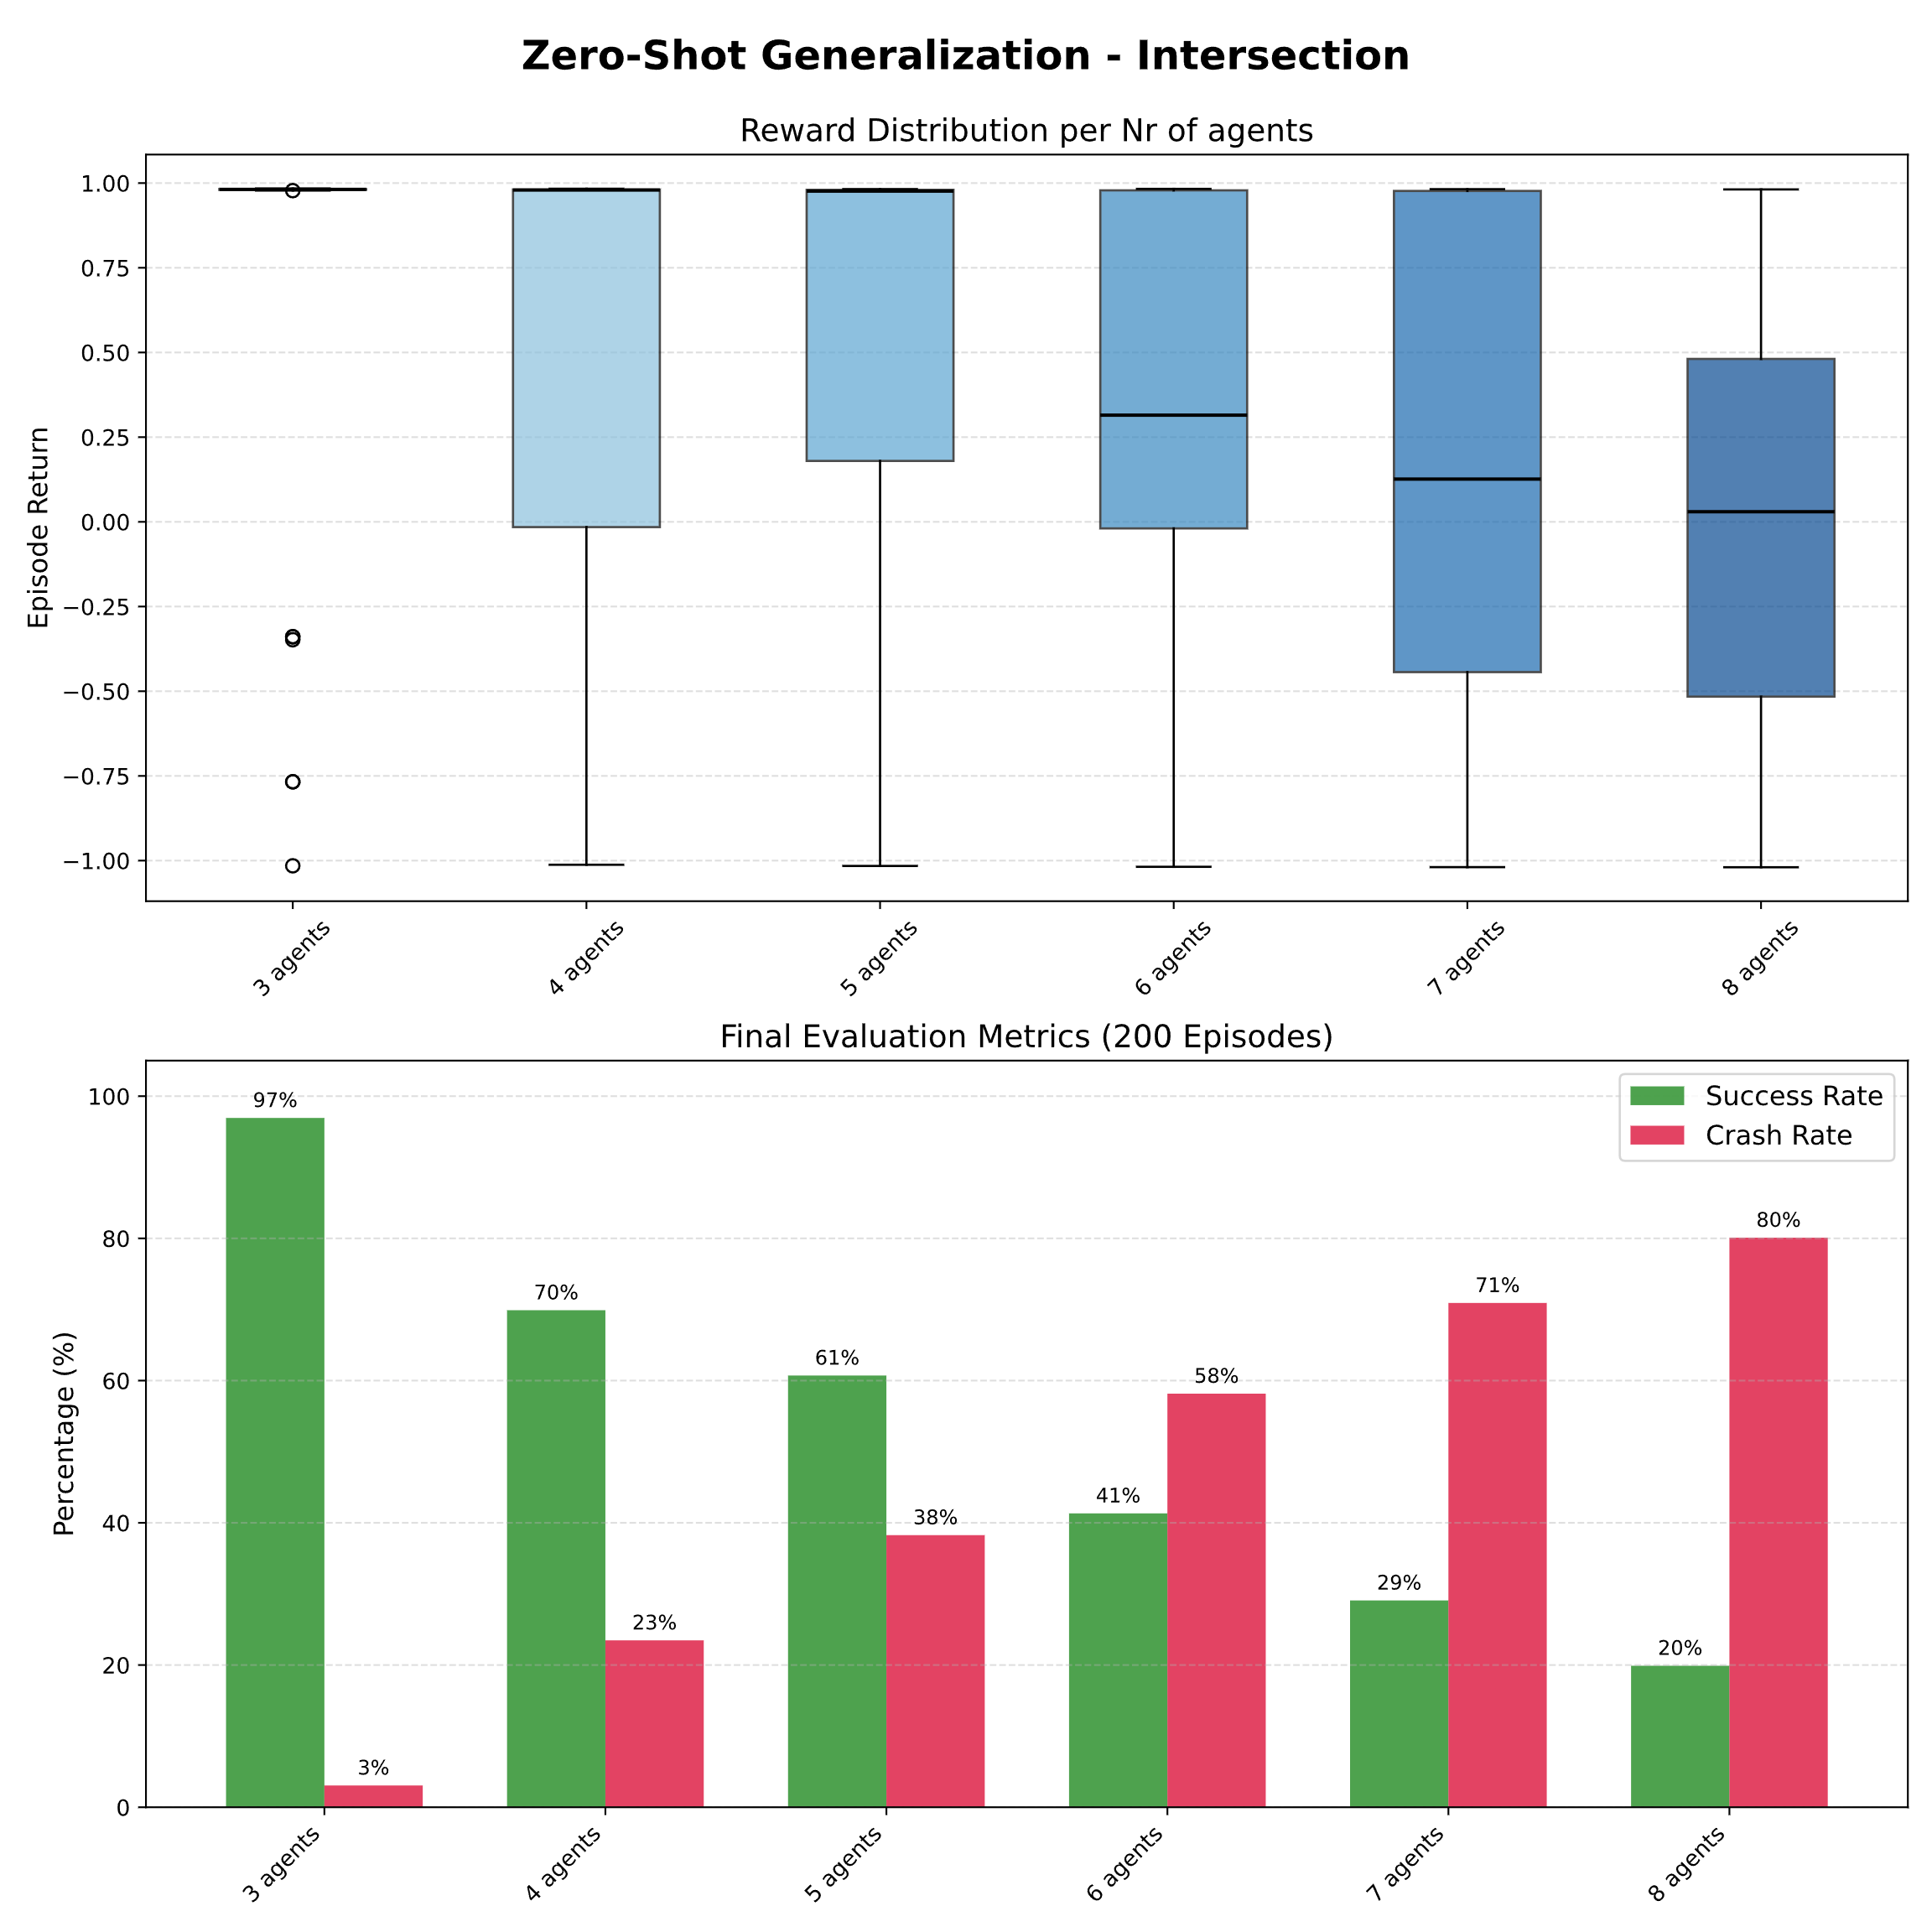 Zero-Shot Generalization - Intersection
Reward Distribution per Nr of agents
Episode Return
1.00
0.75
0.50
0.25
0.00
−0.25
−0.50
−0.75
−1.00
3 agents
4 agents
5 agents
6 agents
7 agents
8 agents
Final Evaluation Metrics (200 Episodes)
Percentage (%)
100
80
60
40
20
0
Success Rate
Crash Rate
97%
3%
70%
23%
61%
38%
41%
58%
29%
71%
20%
80%
3 agents
4 agents
5 agents
6 agents
7 agents
8 agents